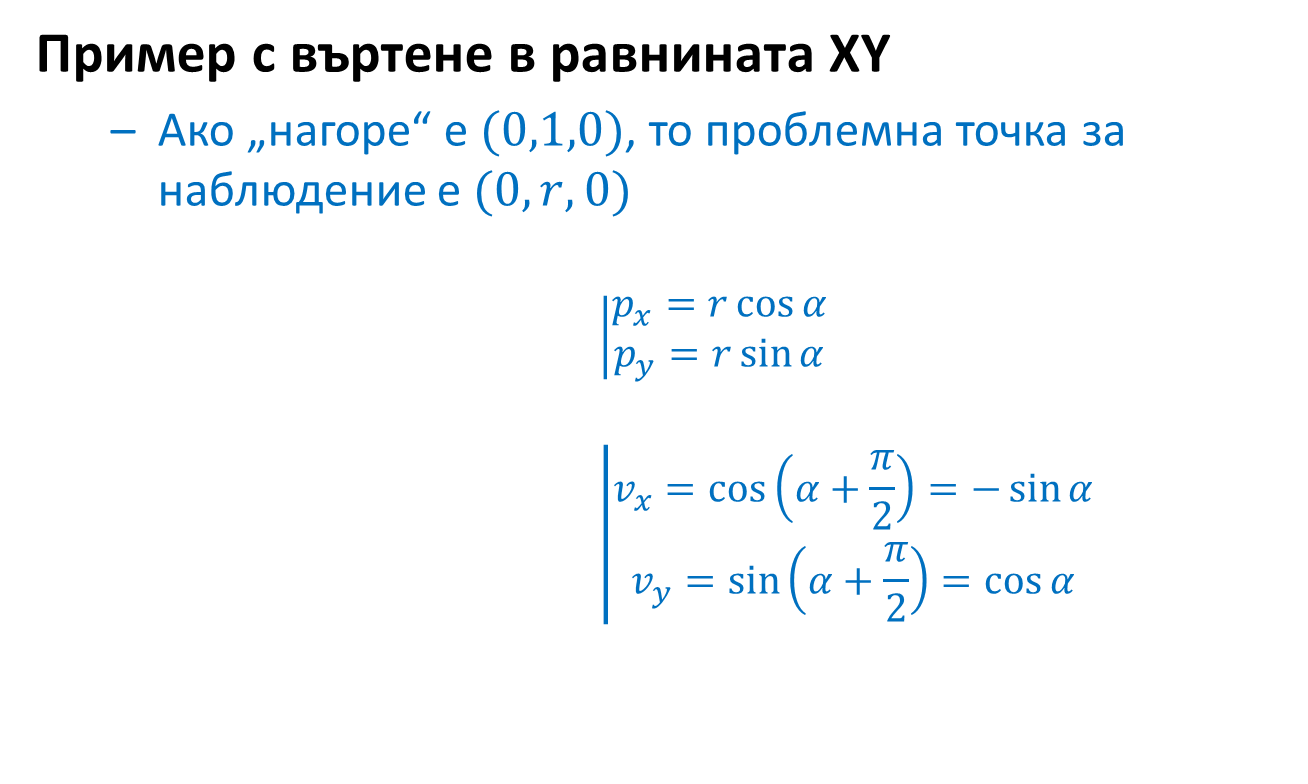 Пример с въртене в равнината XY
– Ако „нагоре“ е (0,1,0), то проблемна точка за
наблюдение е (0, r, 0)
p_x = r cos α
p_y = r sin α
v_x = cos(α + π/2) = − sin α
v_y = sin(α + π/2) = cos α